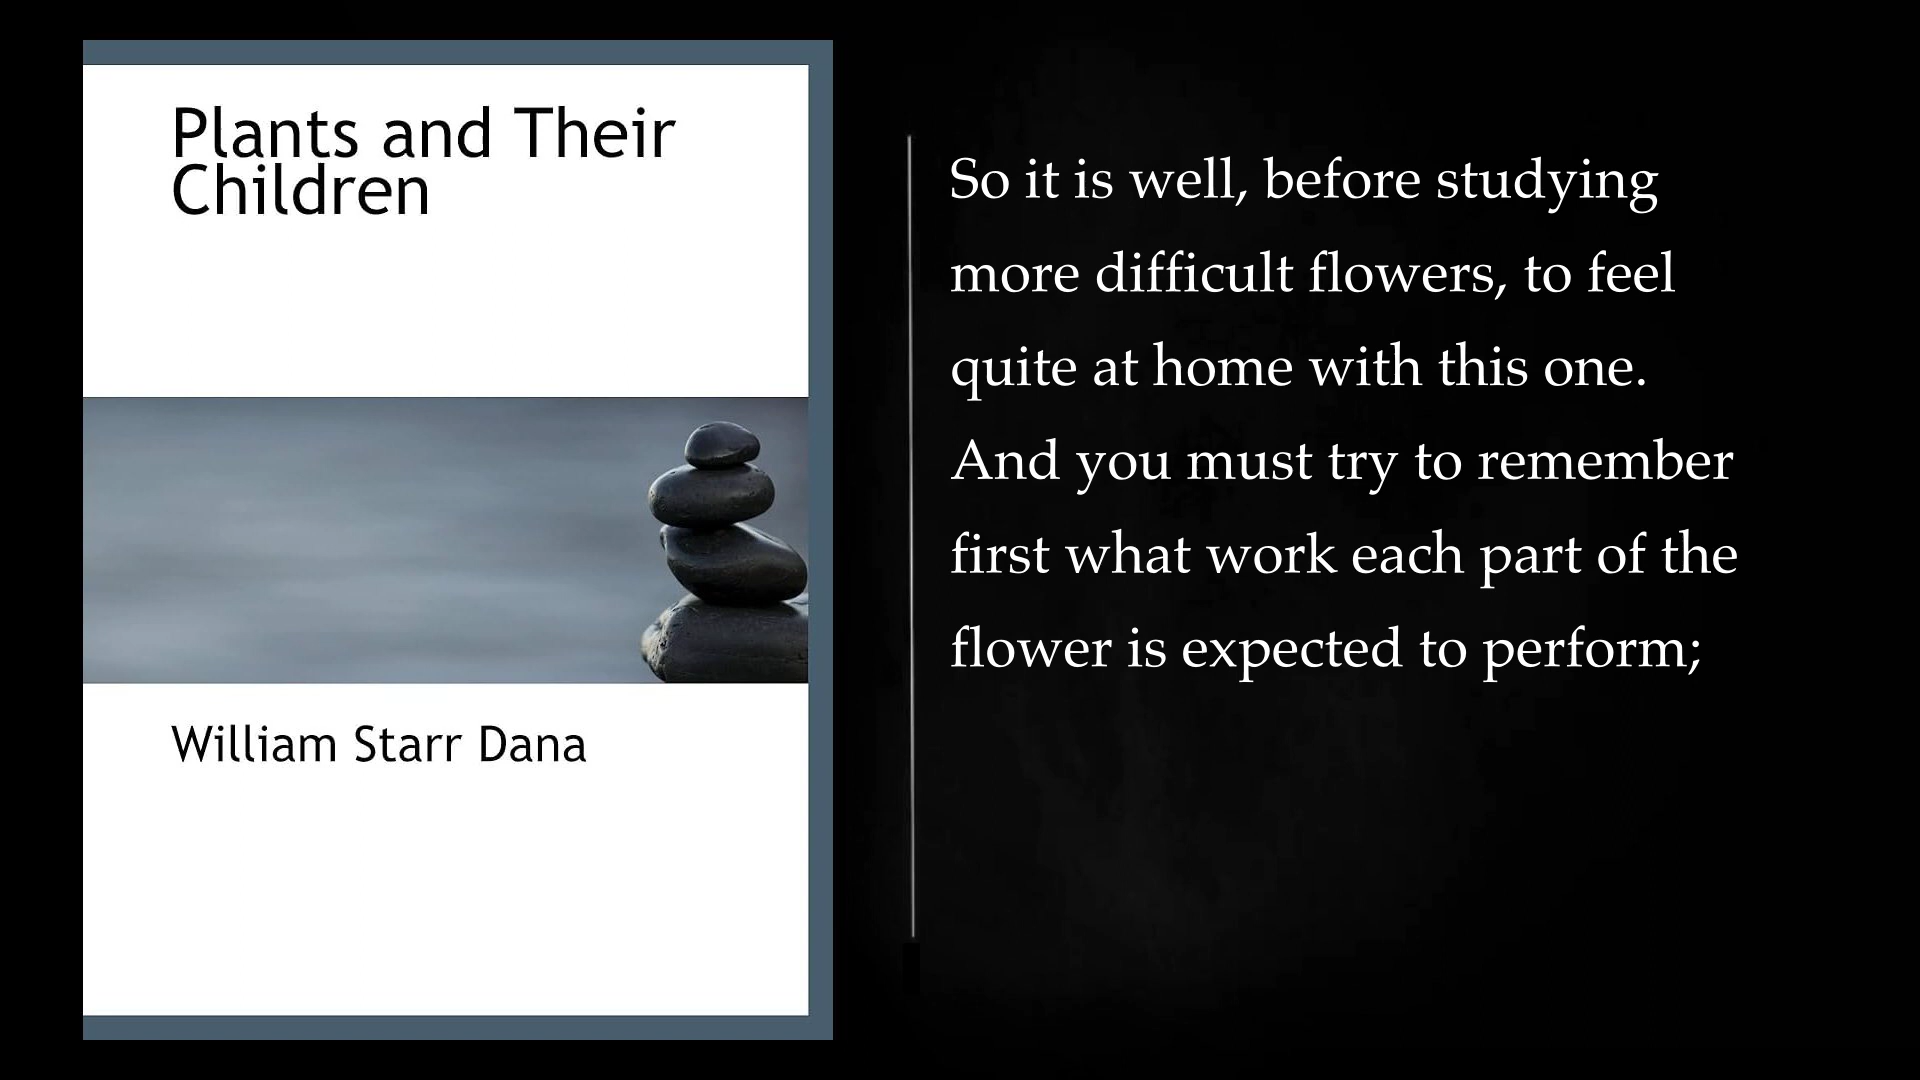 Plants and Their
Children
William Starr Dana
So it is well, before studying
more difficult flowers, to feel
quite at home with this one.
And you must try to remember
first what work each part of the
flower is expected to perform;